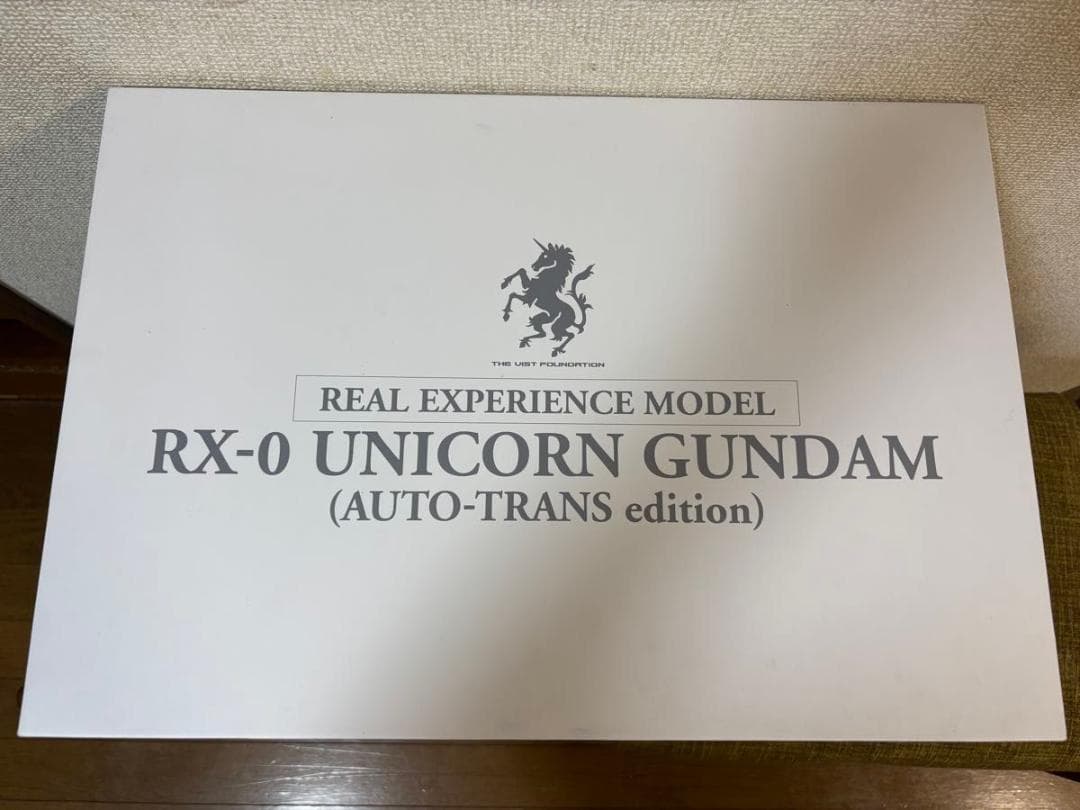 THE VIST FOUNDATION
REAL EXPERIENCE MODEL
RX-0 UNICORN GUNDAM
(AUTO-TRANS edition)